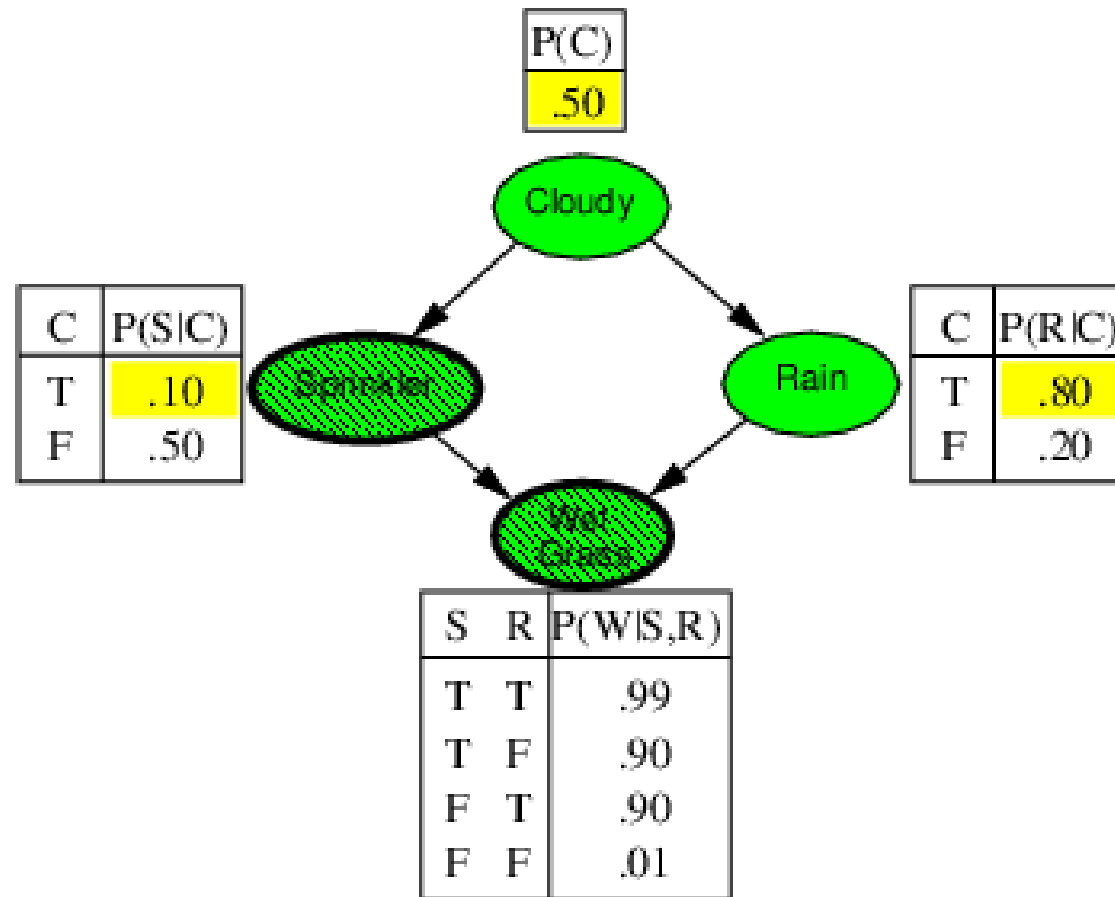 P(C)
.50
Cloudy
C P(S|C)
T .10
F .50
Sprinkler
Rain
C P(R|C)
T .80
F .20
Wet
Grass
S R P(W|S,R)
T T .99
T F .90
F T .90
F F .01